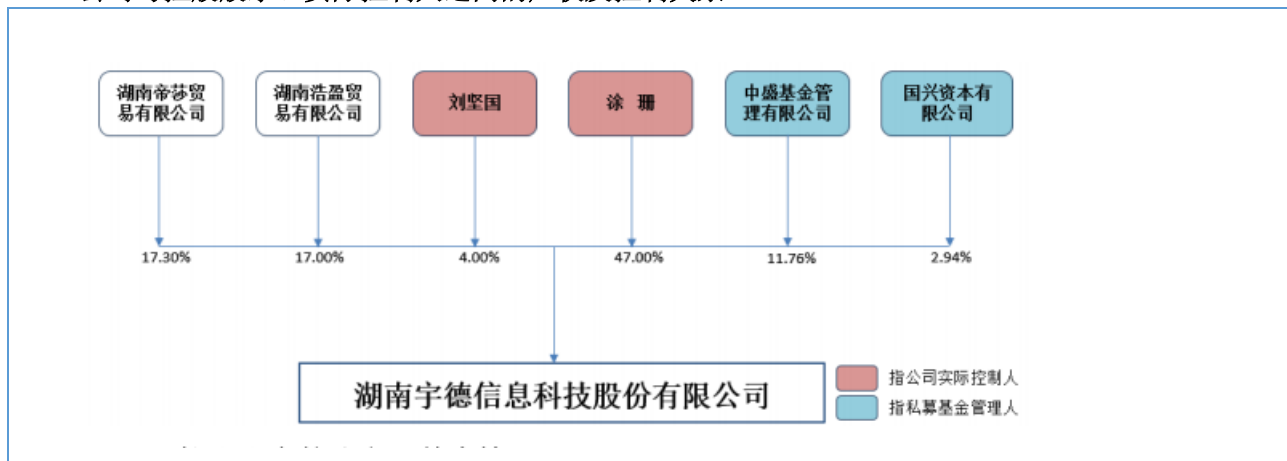 湖南帝莎贸
易有限公司
湖南浩盈贸
易有限公司
刘坚国
涂 珊
中盛基金管
理有限公司
国兴资本有
限公司
17.30%
17.00%
4.00%
47.00%
11.76%
2.94%
湖南宇德信息科技股份有限公司
指公司实际控制人
指私募基金管理人